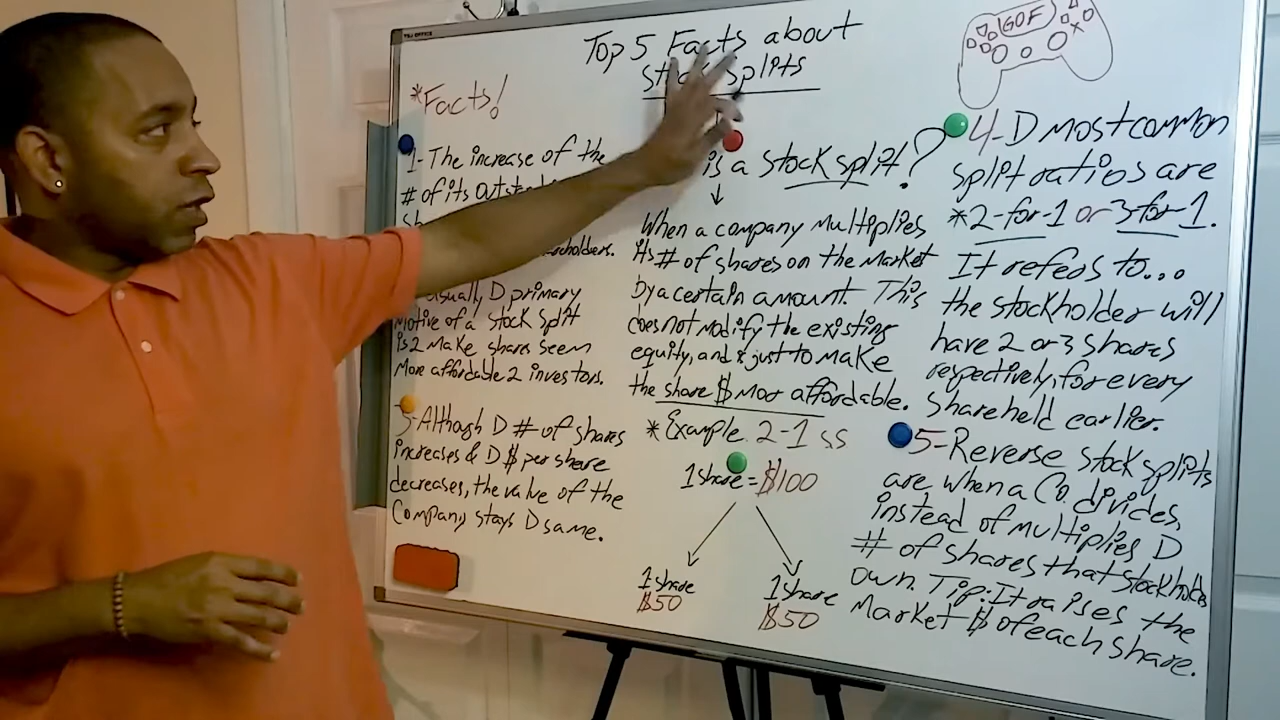 TSJ OFFICE
Top 5 Facts about
Stock Splits
GOF
*Facts!
1- The increase of the
# of its
shareholders.
usually D primary
Motive of a stock split
is 2 make shares seem
More affordable 2 investors.
3-Although D # of shares
increases & D $ per share
decreases, the value of the
Company stays D same.
is a stock split?
When a company Multiplies
its # of shares on the Market
by a certain amount. This
does not modify the existing
equity, and is just to make
the share $ mor affordable.
*Example 2-1 SS
1 share = $100
1 share
$50
1 share
$50
4-D most common
split ratios are
*2-for-1 or 3-for-1.
It refers to...
the stockholder will
have 2 or 3 shares
respectively, for every
share held earlier.
5-Reverse stock splits
are when a Co. divides,
instead of multiplies D
# of shares that stockholds
own. Tip: It raises the
Market $ of each share.